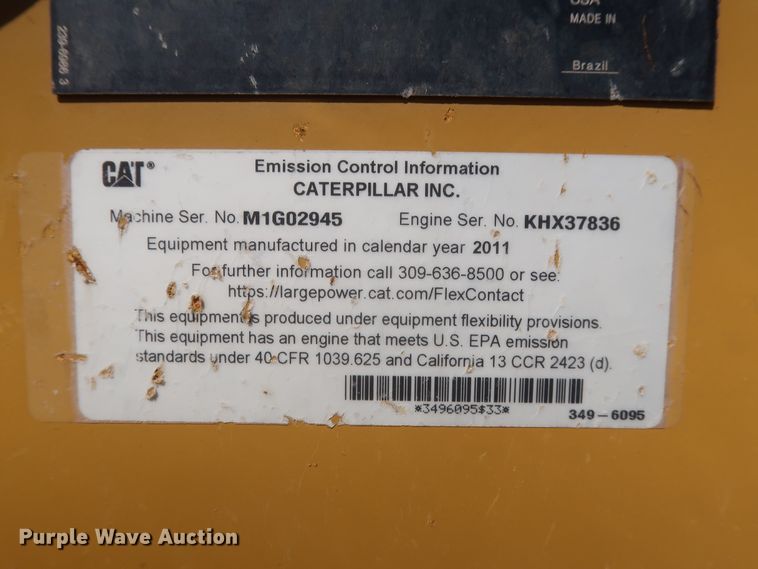 USA
MADE IN
Brazil
239-6066 3
CAT®
Emission Control Information
CATERPILLAR INC.
Machine Ser. No. M1G02945 Engine Ser. No. KHX37836
Equipment manufactured in calendar year 2011
For further information call 309-636-8500 or see:
https://largepower.cat.com/FlexContact
This equipment is produced under equipment flexibility provisions.
This equipment has an engine that meets U.S. EPA emission
standards under 40 CFR 1039.625 and California 13 CCR 2423 (d).
*3496095$33*
349-6095
Purple Wave Auction